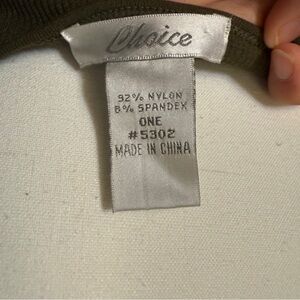 Choice
92% NYLON
8% SPANDEX
ONE
#5302
MADE IN CHINA